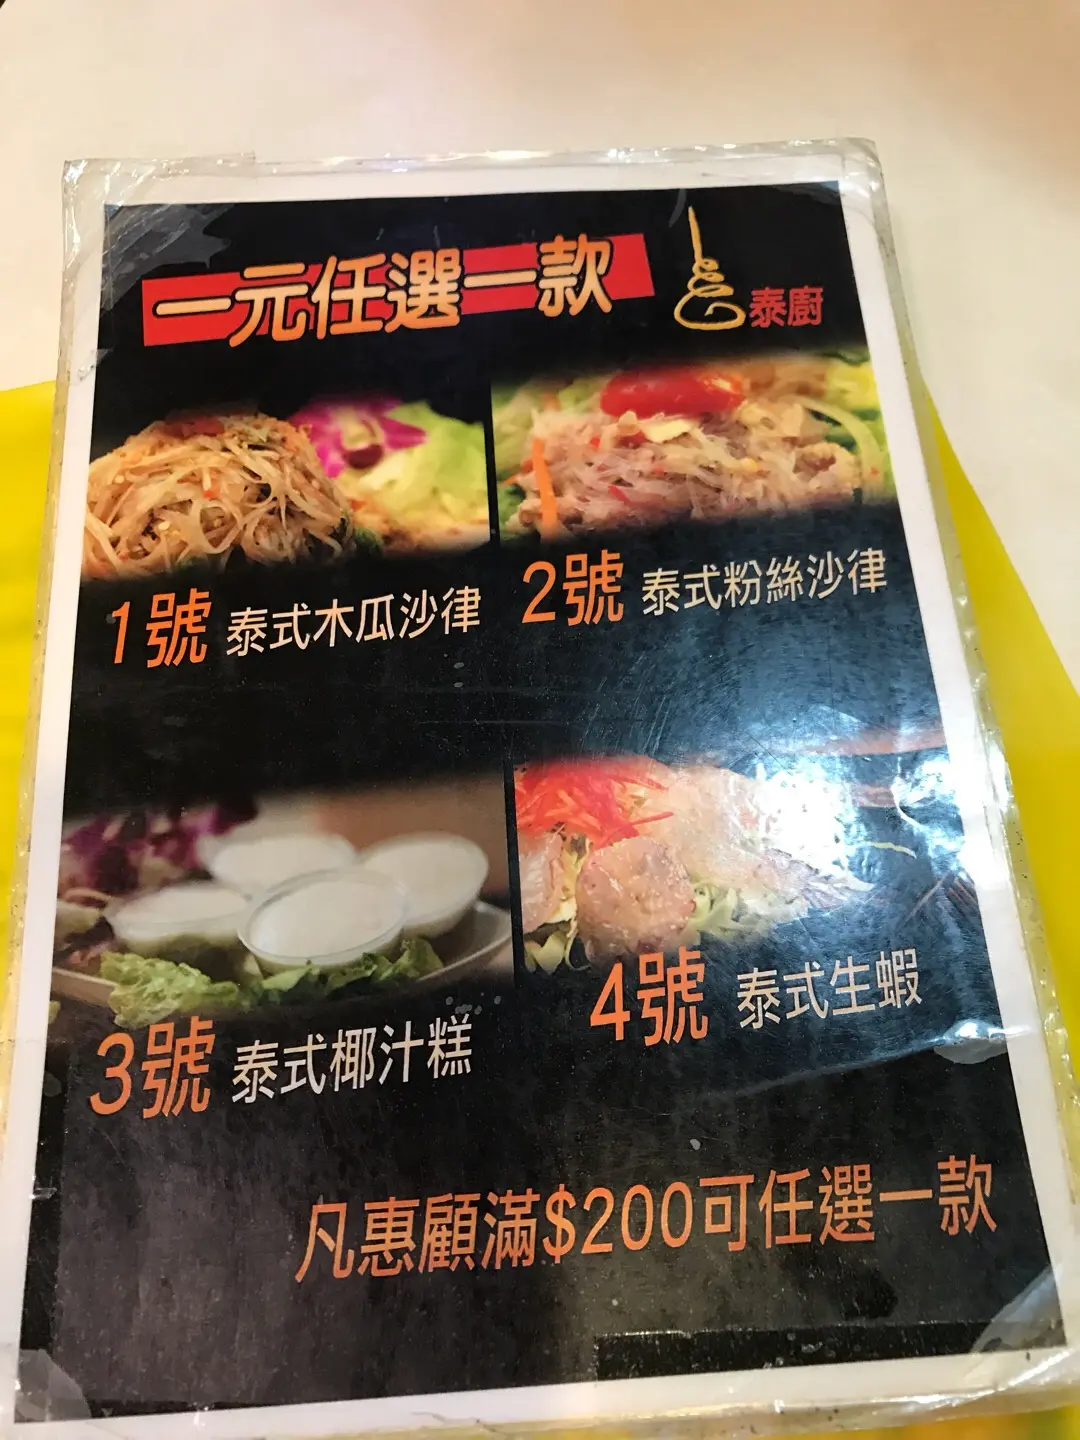 一元任選一款
泰廚
1號 泰式木瓜沙律
2號 泰式粉絲沙律
3號 泰式椰汁糕
4號 泰式生蝦
凡惠顧滿$200可任選一款